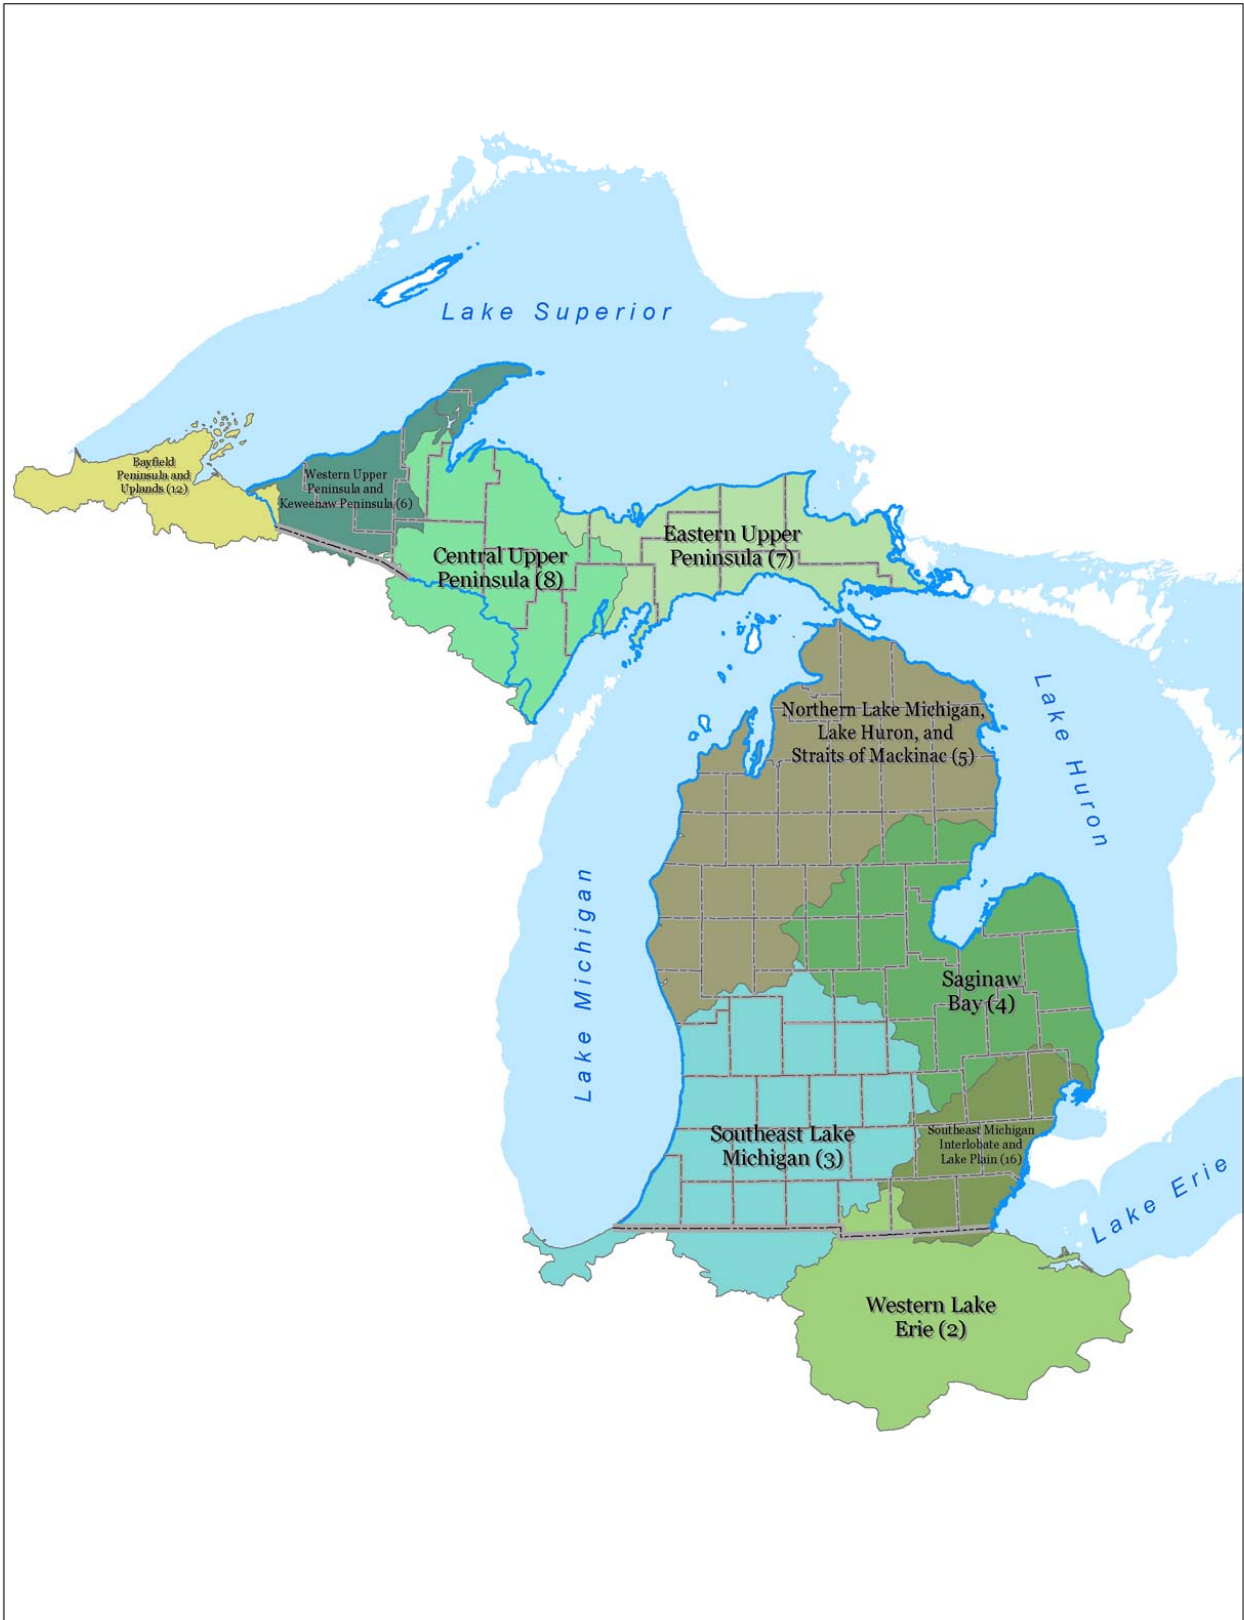 Lake Superior
Bayfield
Peninsula and
Uplands (12)
Western Upper
Peninsula and
Keweenaw Peninsula (6)
Central Upper
Peninsula (8)
Eastern Upper
Peninsula (7)
Northern Lake Michigan,
Lake Huron, and
Straits of Mackinac (5)
Lake Huron
Lake Michigan
Saginaw
Bay (4)
Southeast Lake
Michigan (3)
Southeast Michigan
Interlobate and
Lake Plain (16)
Lake Erie
Western Lake
Erie (2)